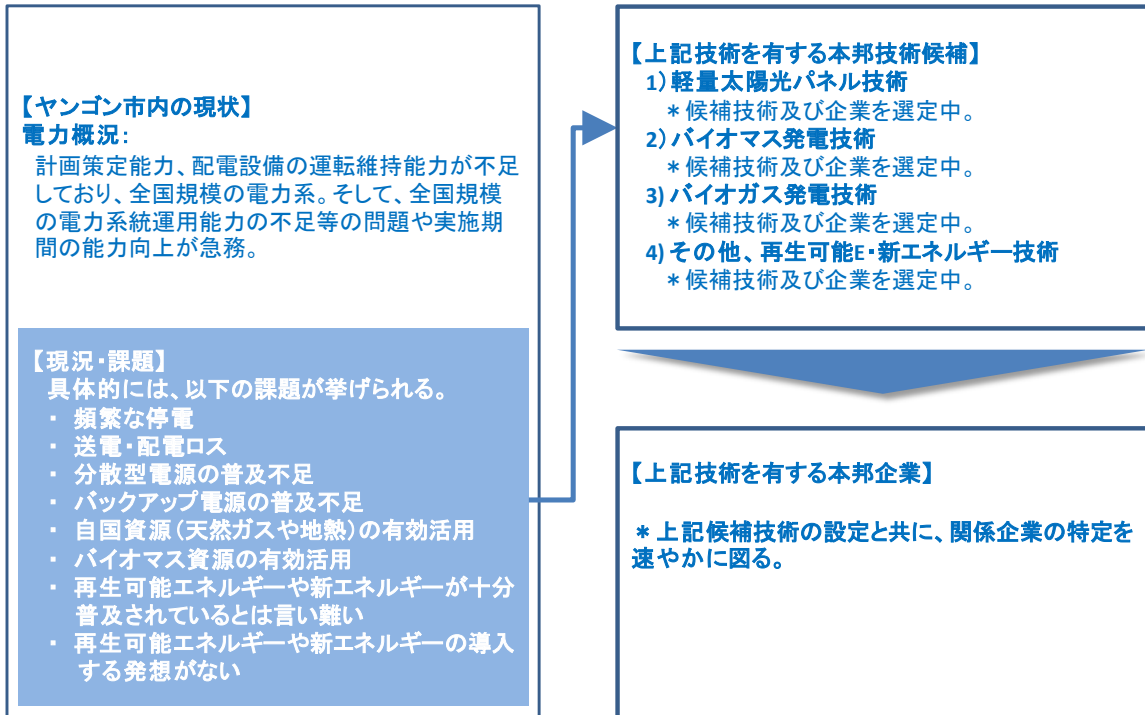 【ヤンゴン市内の現状】
電力概況：
計画策定能力、配電設備の運転維持能力が不足
しており、全国規模の電力系。そして、全国規模
の電力系統運用能力の不足等の問題や実施期
間の能力向上が急務。
【現況・課題】
具体的には、以下の課題が挙げられる。
・ 頻繁な停電
・ 送電・配電ロス
・ 分散型電源の普及不足
・ バックアップ電源の普及不足
・ 自国資源（天然ガスや地熱）の有効活用
・ バイオマス資源の有効活用
・ 再生可能エネルギーや新エネルギーが十分
普及されているとは言い難い
・ 再生可能エネルギーや新エネルギーの導入
する発想がない
【上記技術を有する本邦技術候補】
1）軽量太陽光パネル技術
＊候補技術及び企業を選定中。
2）バイオマス発電技術
＊候補技術及び企業を選定中。
3）バイオガス発電技術
＊候補技術及び企業を選定中。
4）その他、再生可能E・新エネルギー技術
＊候補技術及び企業を選定中。
【上記技術を有する本邦企業】
＊上記候補技術の設定と共に、関係企業の特定を
速やかに図る。